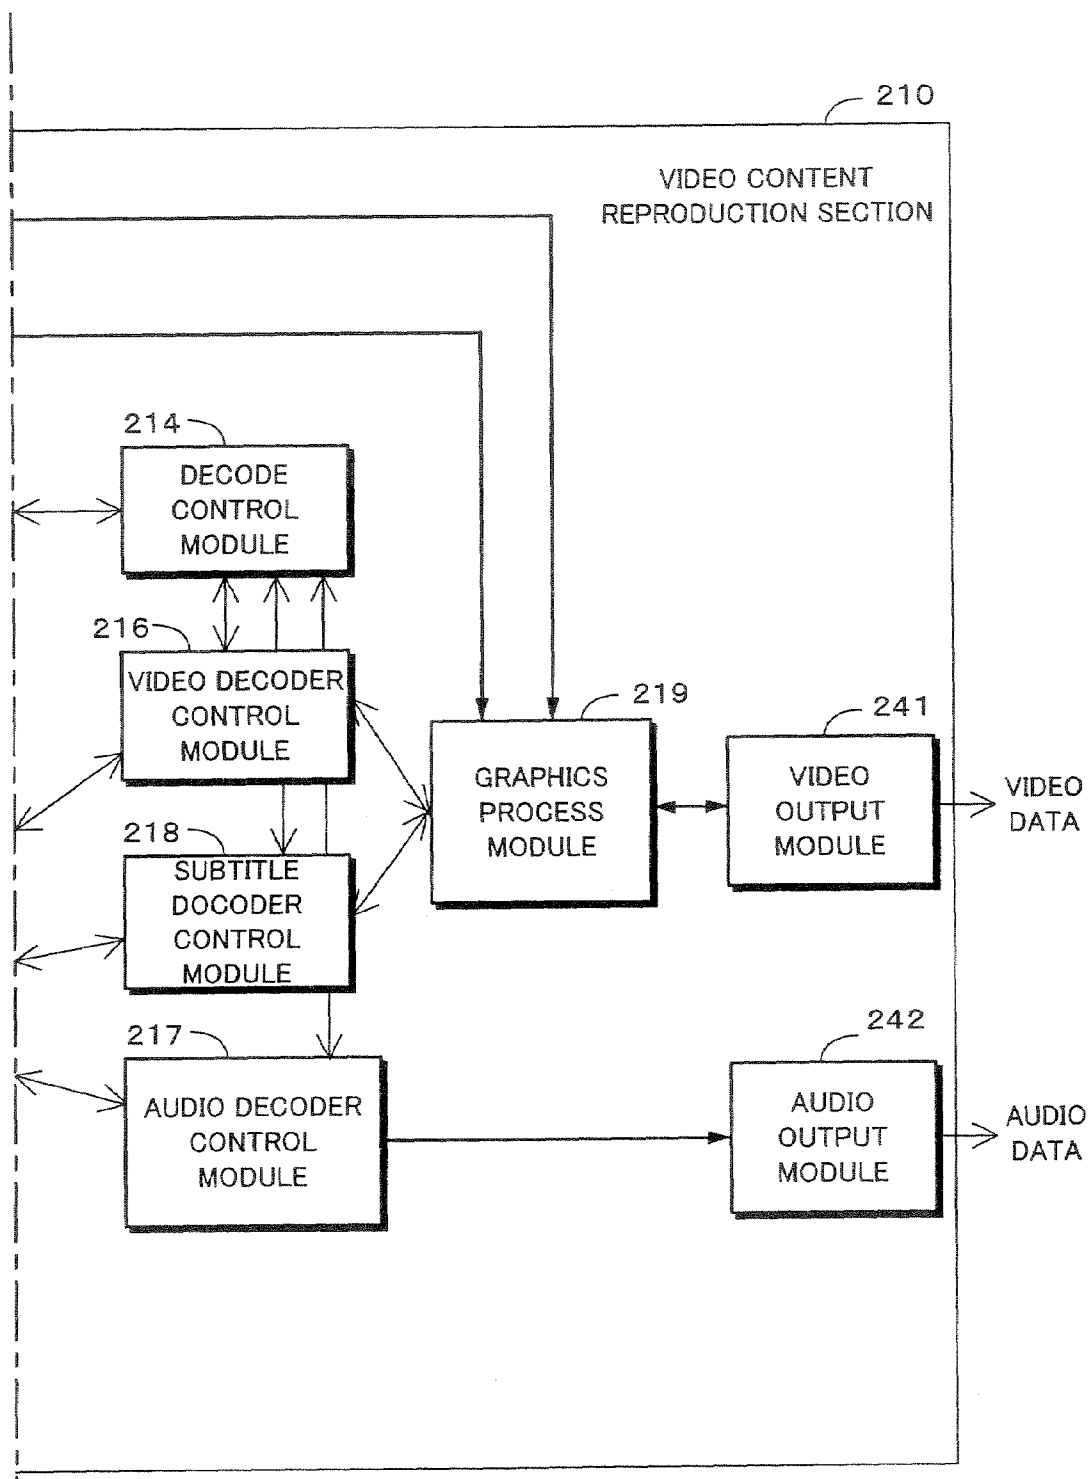 210
VIDEO CONTENT
REPRODUCTION SECTION
214
DECODE
CONTROL
MODULE
216
VIDEO DECODER
CONTROL
MODULE
219
GRAPHICS
PROCESS
MODULE
241
VIDEO
OUTPUT
MODULE
VIDEO
DATA
218
SUBTITLE
DOCODER
CONTROL
MODULE
217
AUDIO DECODER
CONTROL
MODULE
242
AUDIO
OUTPUT
MODULE
AUDIO
DATA